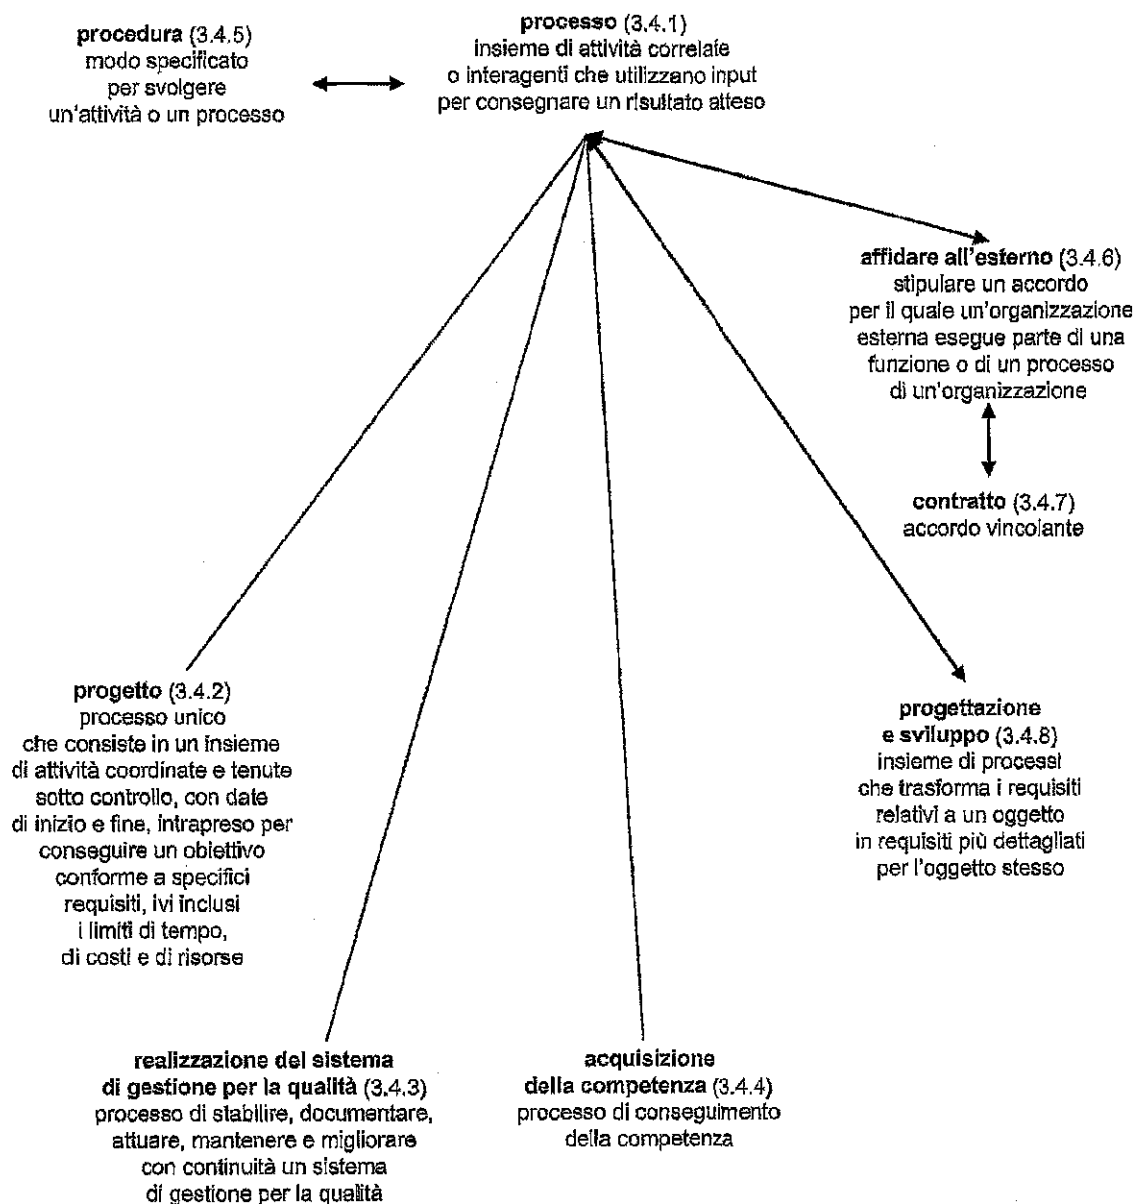 procedura (3.4.5)
modo specificato
per svolgere
un'attività o un processo
processo (3.4.1)
insieme di attività correlate
o interagenti che utilizzano input
per consegnare un risultato atteso
affidare all'esterno (3.4.6)
stipulare un accordo
per il quale un'organizzazione
esterna esegue parte di una
funzione o di un processo
di un'organizzazione
contratto (3.4.7)
accordo vincolante
progetto (3.4.2)
processo unico
che consiste in un insieme
di attività coordinate e tenute
sotto controllo, con date
di inizio e fine, intrapreso per
conseguire un obiettivo
conforme a specifici
requisiti, ivi inclusi
i limiti di tempo,
di costi e di risorse
progettazione
e sviluppo (3.4.8)
insieme di processi
che trasforma i requisiti
relativi a un oggetto
in requisiti più dettagliati
per l'oggetto stesso
realizzazione del sistema
di gestione per la qualità (3.4.3)
processo di stabilire, documentare,
attuare, mantenere e migliorare
con continuità un sistema
di gestione per la qualità
acquisizione
della competenza (3.4.4)
processo di conseguimento
della competenza